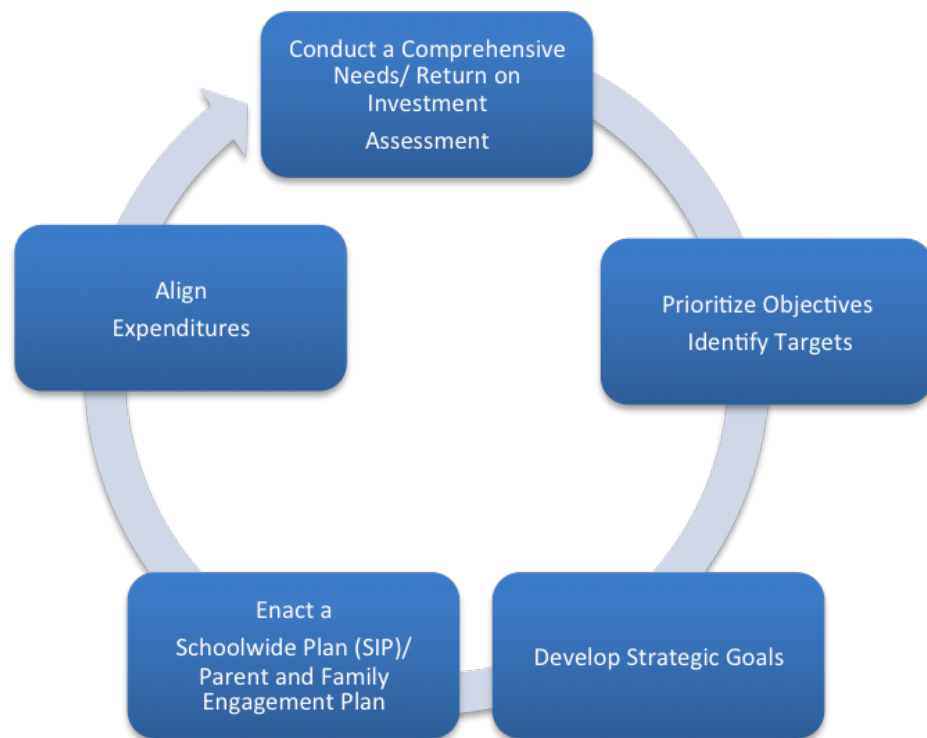 Conduct a Comprehensive
Needs/ Return on
Investment
Assessment
Prioritize Objectives
Identify Targets
Develop Strategic Goals
Enact a
Schoolwide Plan (SIP)/
Parent and Family
Engagement Plan
Align
Expenditures